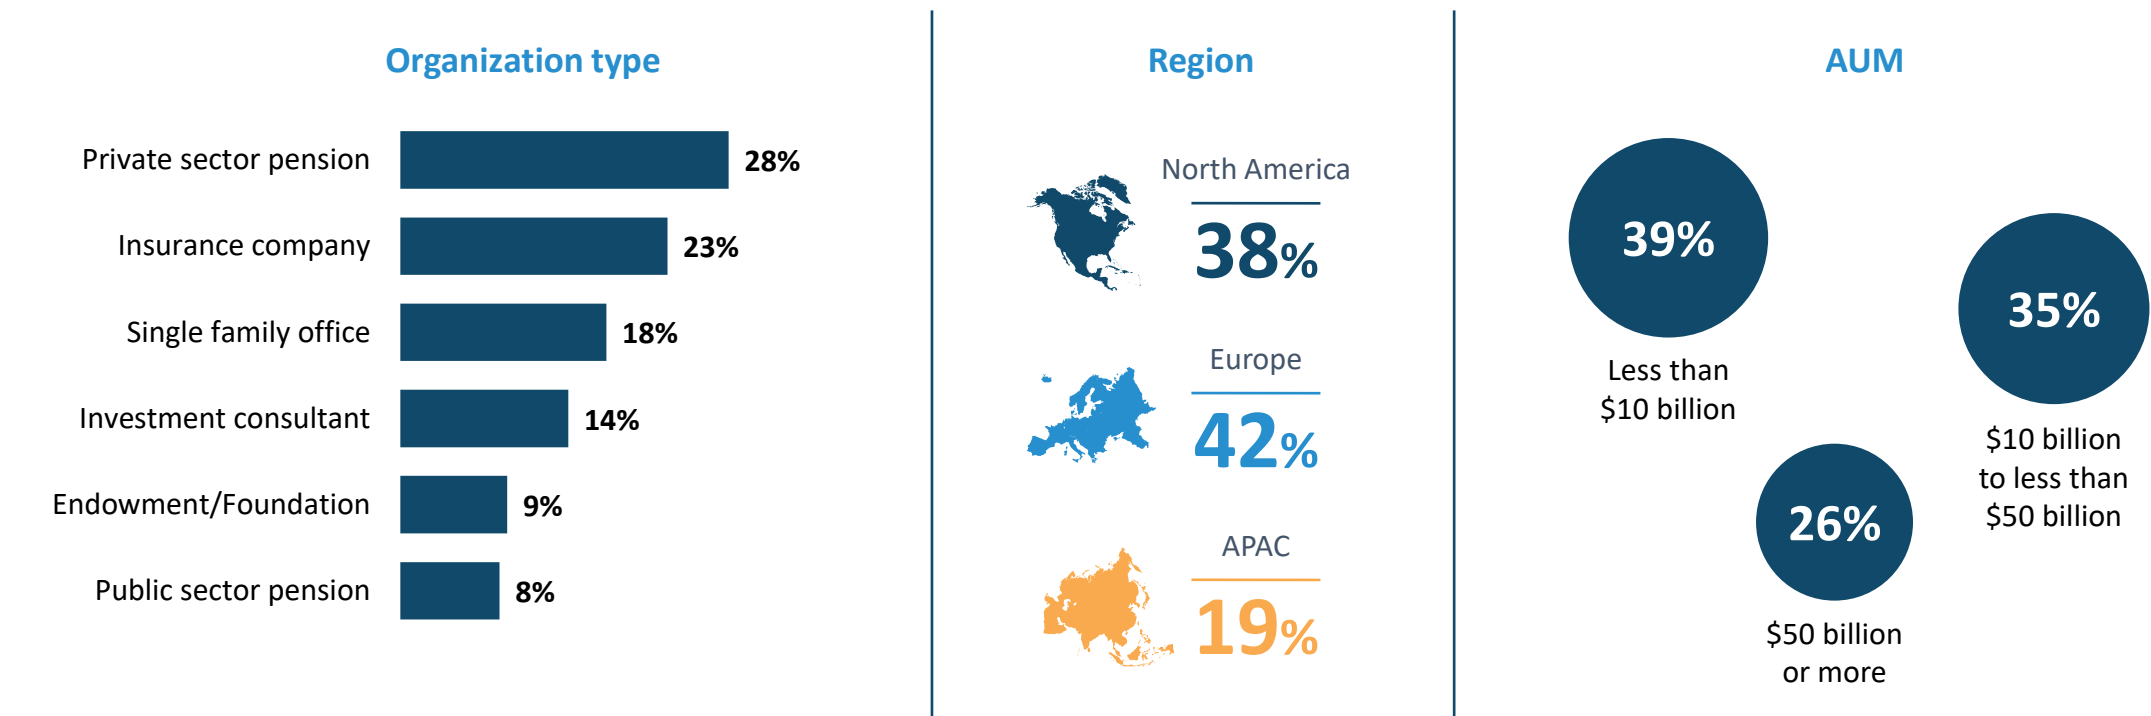 Organization type
Private sector pension
28%
Insurance company
23%
Single family office
18%
Investment consultant
14%
Endowment/Foundation
9%
Public sector pension
8%
Region
North America
38%
Europe
42%
APAC
19%
AUM
39%
Less than
$10 billion
35%
$10 billion
to less than
$50 billion
26%
$50 billion
or more